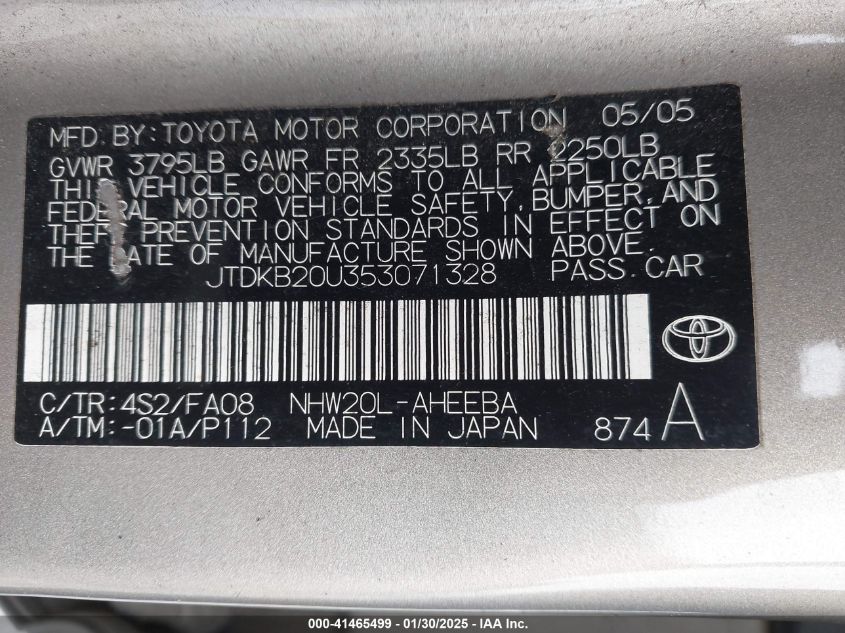 MFD. BY: TOYOTA MOTOR CORPORATION 05/05
GVWR 3795LB GAWR FR 2335LB RR 2250LB
THIS VEHICLE CONFORMS TO ALL APPLICABLE
FEDERAL MOTOR VEHICLE SAFETY, BUMPER, AND
THEFT PREVENTION STANDARDS IN EFFECT ON
THE DATE OF MANUFACTURE SHOWN ABOVE.
JTDKB20U353071328 PASS. CAR
C/TR: 4S2/FA08 NHW20L-AHEEBA
A/TM: -01A/P112 MADE IN JAPAN 874 A
000-41465499 - 01/30/2025 - IAA Inc.